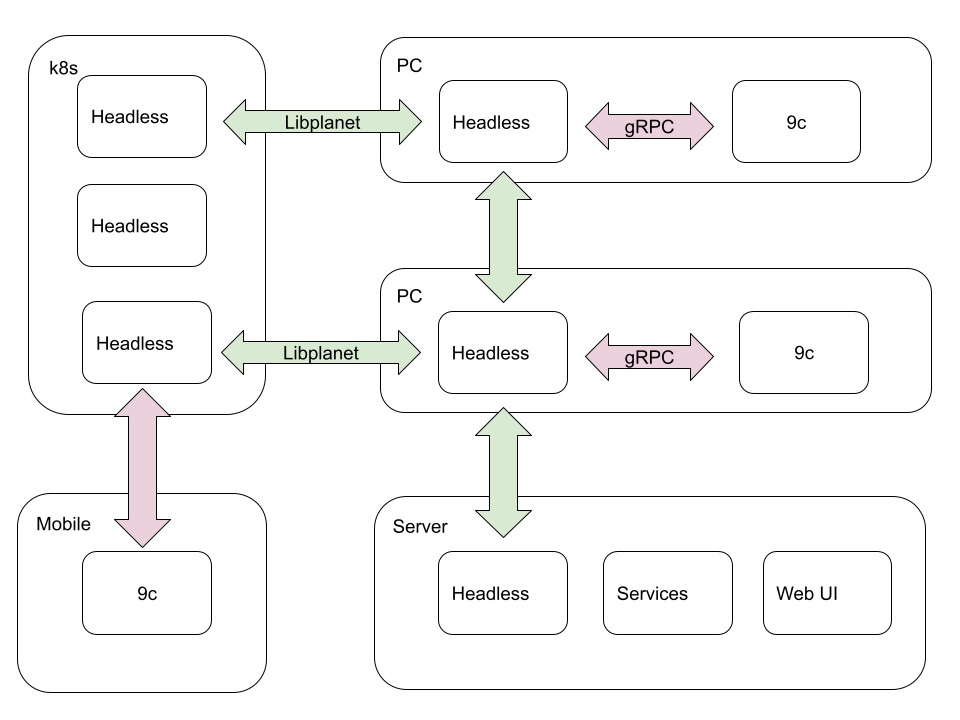 k8s
Headless
Headless
Headless
Libplanet
Libplanet
PC
Headless
gRPC
9c
PC
Headless
gRPC
9c
Mobile
9c
Server
Headless
Services
Web UI